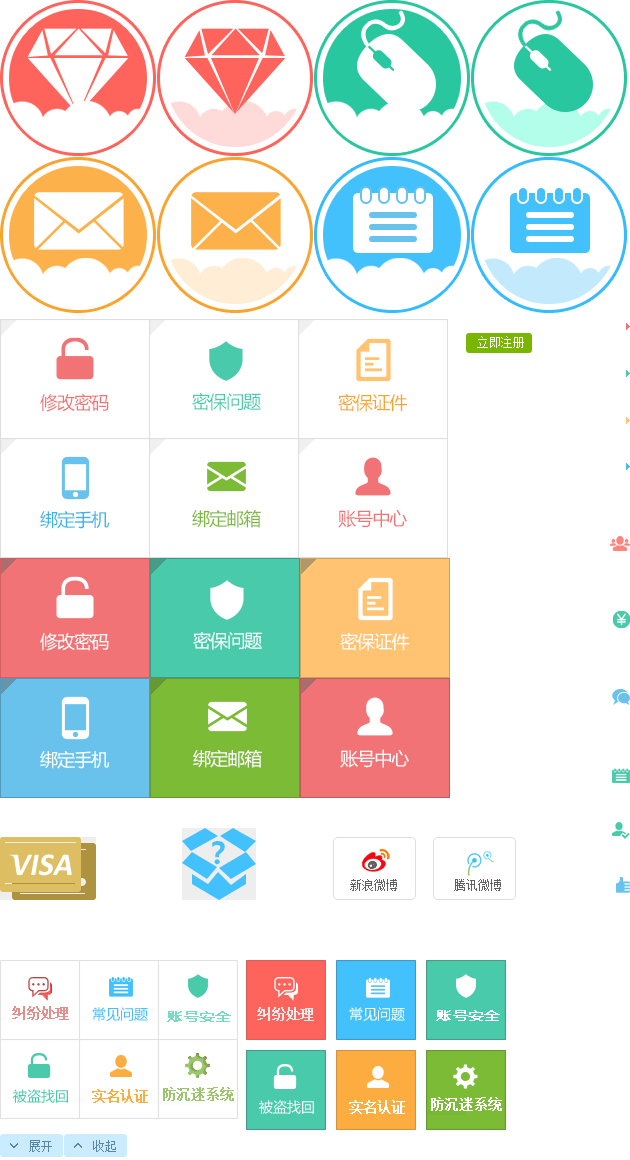 立即注册
修改密码
密保问题
密保证件
绑定手机
绑定邮箱
账号中心
修改密码
密保问题
密保证件
绑定手机
绑定邮箱
账号中心
VISA
?
新浪微博
腾讯微博
纠纷处理
常见问题
账号安全
纠纷处理
常见问题
账号安全
被盗找回
实名认证
防沉迷系统
被盗找回
实名认证
防沉迷系统
展开
收起